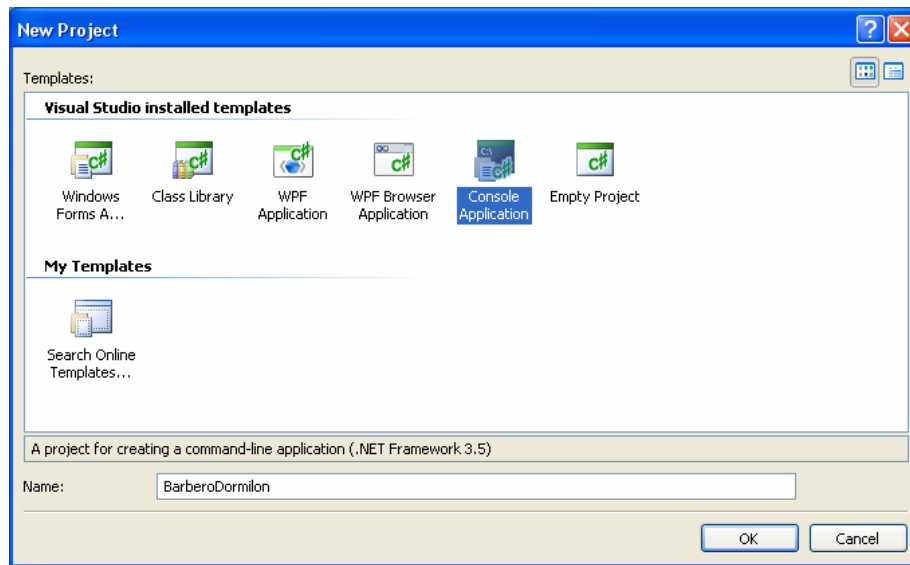 New Project
Templates:
Visual Studio installed templates
Windows Forms A...
Class Library
WPF Application
WPF Browser Application
Console Application
Empty Project
My Templates
Search Online Templates...
A project for creating a command-line application (.NET Framework 3.5)
Name:
BarberoDormilon
OK
Cancel